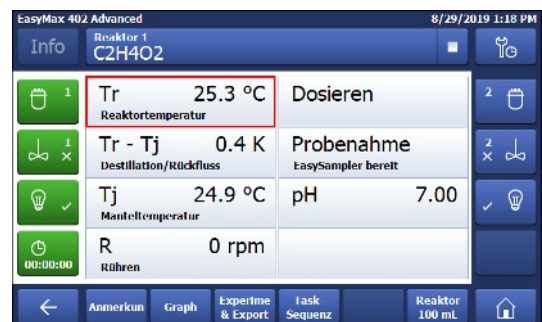 EasyMax 402 Advanced 8/29/2019 1:18 PM
Info
Reaktor 1
C2H4O2
1
Tr 25.3 °C
Reaktortemperatur
Dosieren
2
1
Tr - Tj 0.4 K
Destillation/Rückfluss
Probenahme
EasySampler bereit
2
Tj 24.9 °C
Manteltemperatur
pH 7.00
00:00:00
R 0 rpm
Rühren
Anmerkun
Graph
Experime
& Export
Task
Sequenz
Reaktor
100 mL